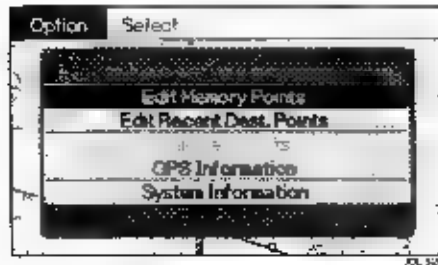 Option Select
Edit Memory Points
Edit Recent Dest. Points
GPS Information
System Information